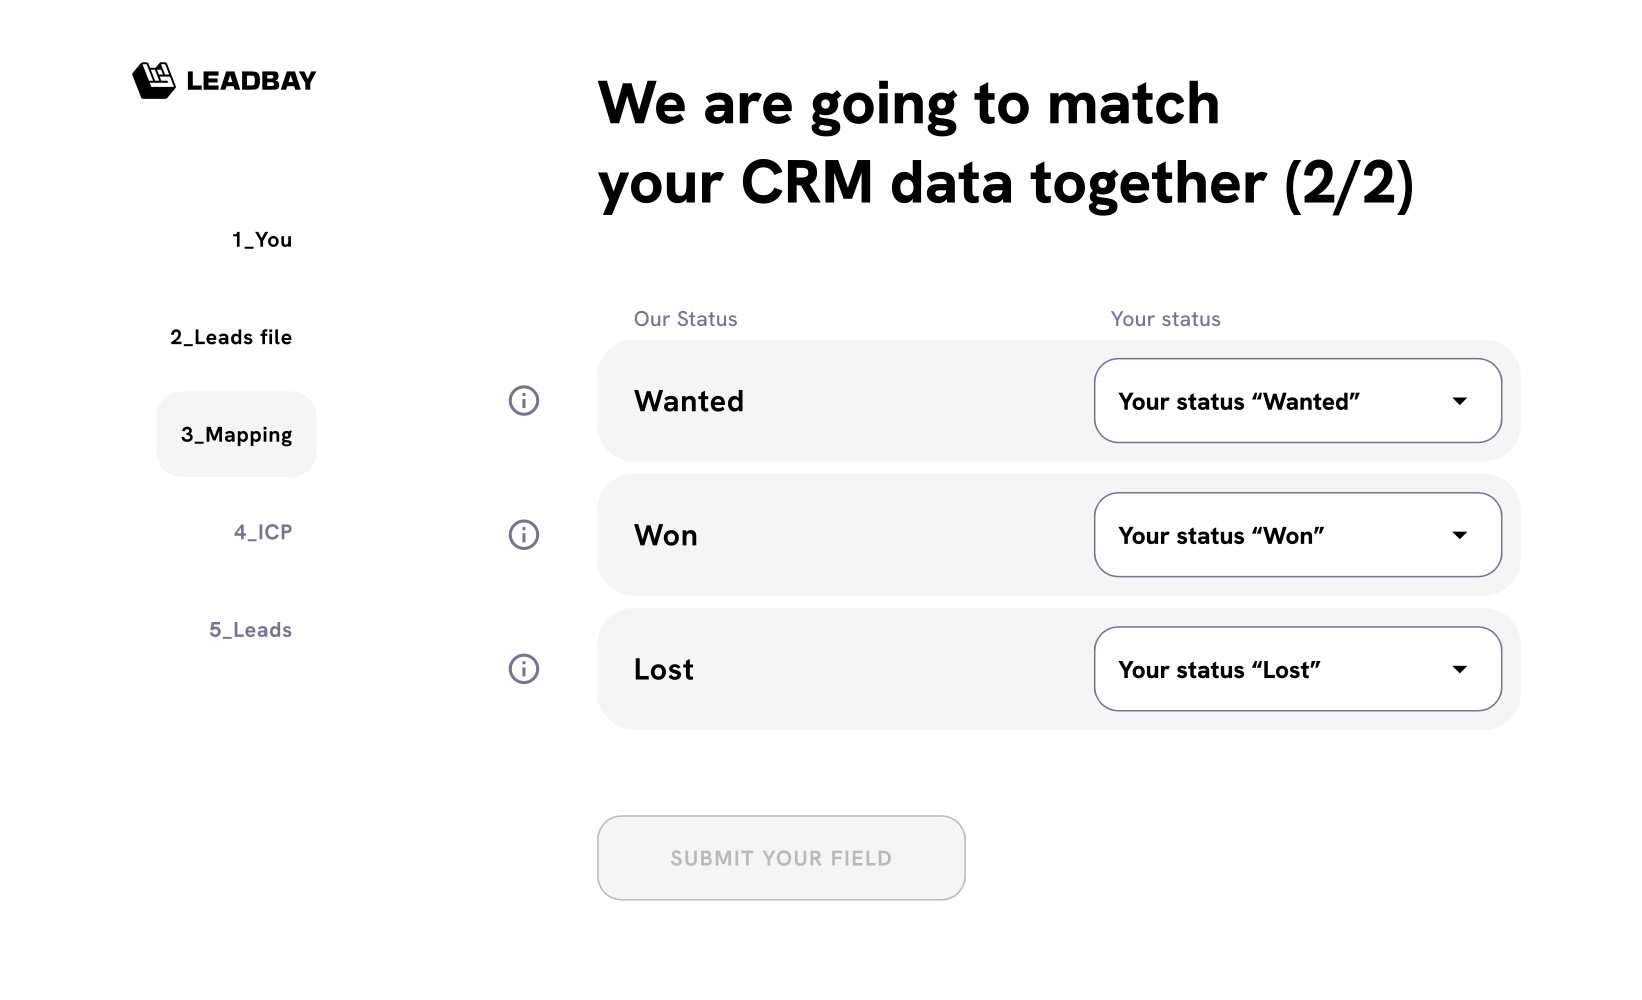 LEADBAY
We are going to match
your CRM data together (2/2)
1_You
2_Leads file
3_Mapping
4_ICP
5_Leads
Our Status
Your status
Wanted
Your status “Wanted”
Won
Your status “Won”
Lost
Your status “Lost”
SUBMIT YOUR FIELD